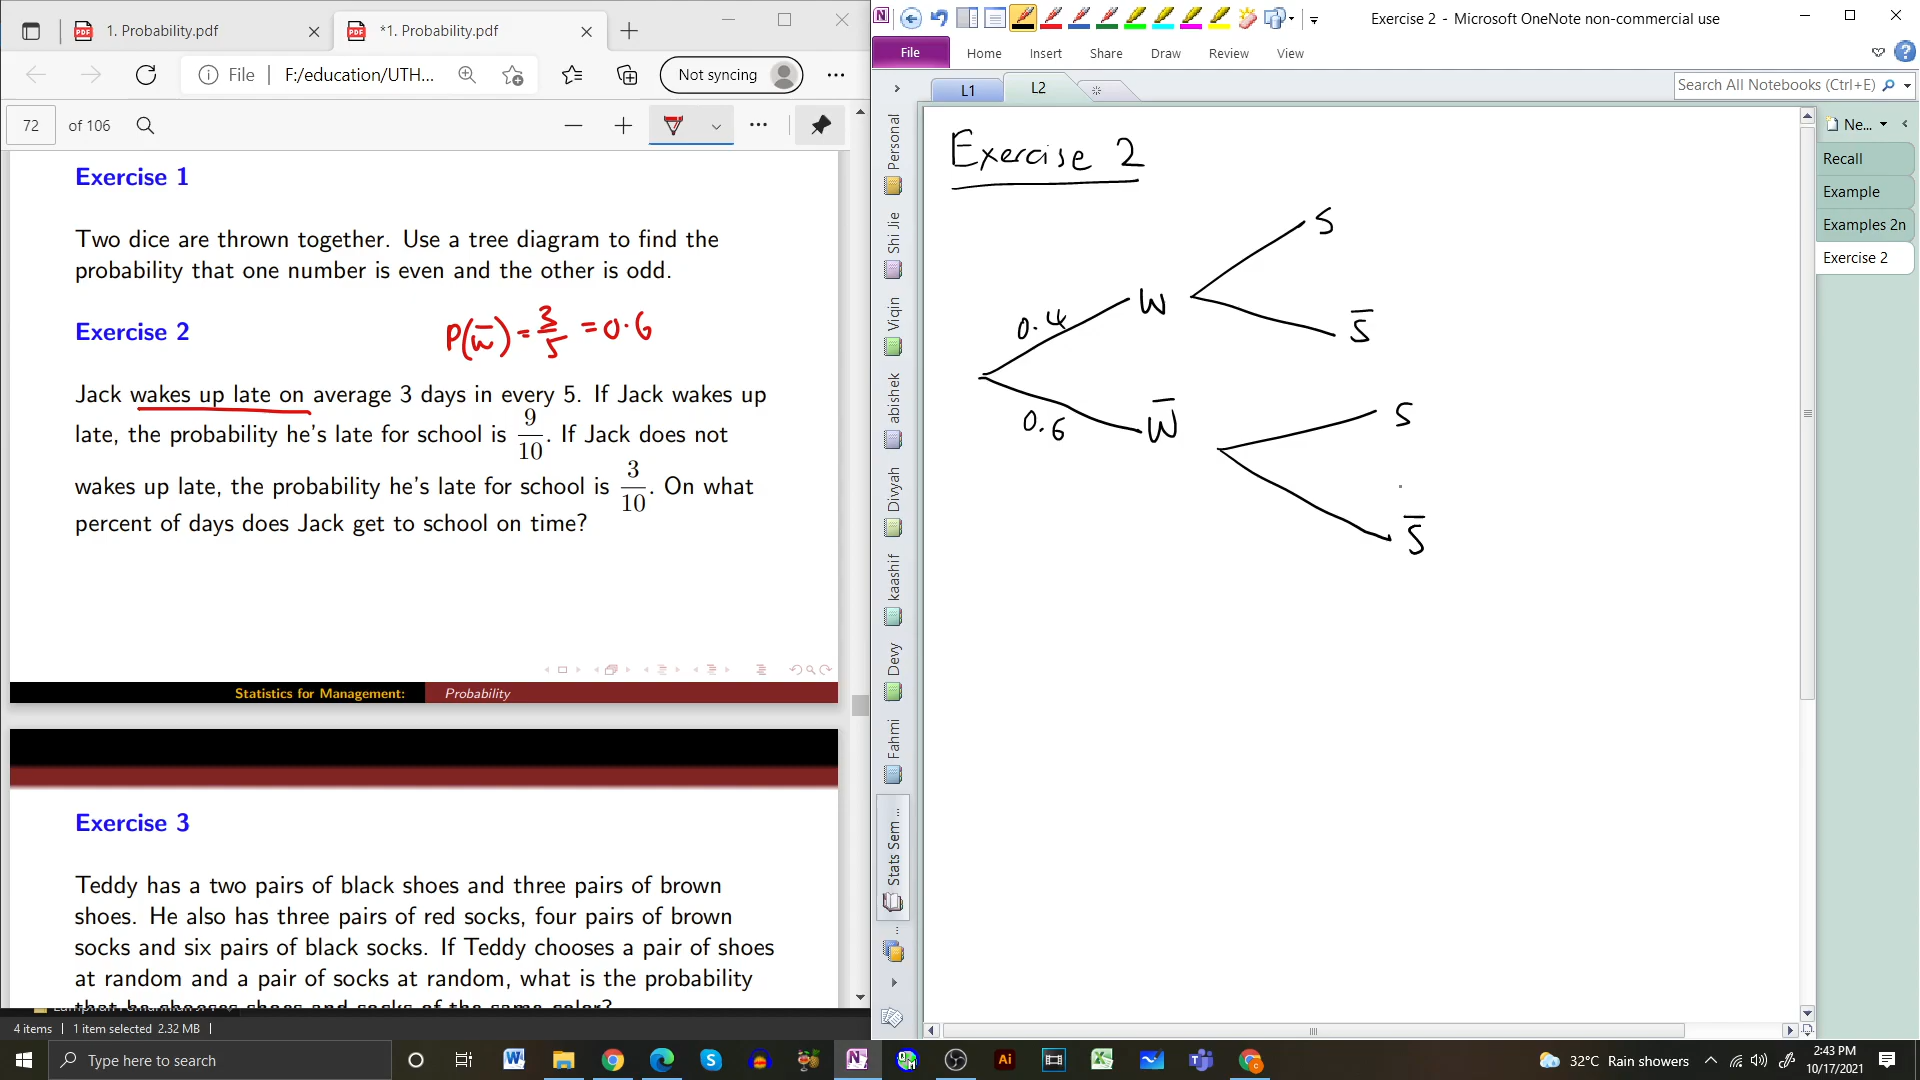 1. Probability.pdf
*1. Probability.pdf
File
F:/education/UTH...
Not syncing
72 of 106
Exercise 1
Two dice are thrown together. Use a tree diagram to find the
probability that one number is even and the other is odd.
Exercise 2
P(W̅) = 3/5 = 0.6
Jack wakes up late on average 3 days in every 5. If Jack wakes up
late, the probability he's late for school is 9/10. If Jack does not
wakes up late, the probability he's late for school is 3/10. On what
percent of days does Jack get to school on time?
Statistics for Management: Probability
Exercise 3
Teddy has a two pairs of black shoes and three pairs of brown
shoes. He also has three pairs of red socks, four pairs of brown
socks and six pairs of black socks. If Teddy chooses a pair of shoes
at random and a pair of socks at random, what is the probability
that he chooses shoes and socks of the same color?
4 items 1 item selected 2.32 MB
Exercise 2 - Microsoft OneNote non-commercial use
File Home Insert Share Draw Review View
L1 L2
Search All Notebooks (Ctrl+E)
Personal
Shi Jie
Viqin
abishek
Divyah
kaashif
Devy
Fahmi
Stats Sem ...
Ne...
Recall
Example
Examples 2n
Exercise 2
Exercise 2
S
0.4 W
S̅
S
0.6 W̅
S̅
Type here to search
32°C Rain showers
2:43 PM
10/17/2021